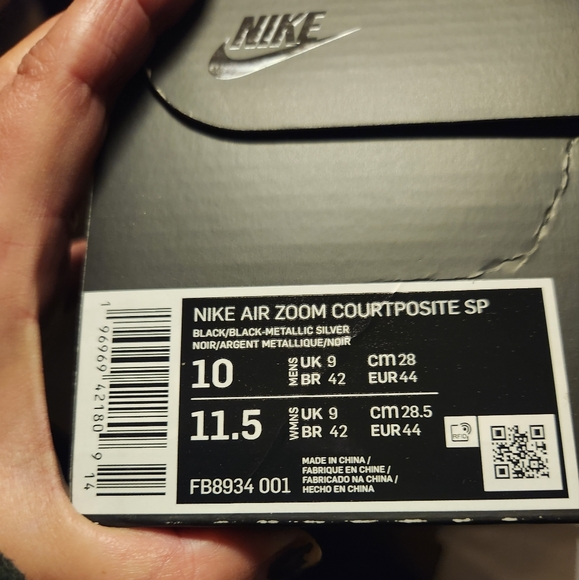 NIKE
NIKE AIR ZOOM COURTPOSITE SP
BLACK/BLACK-METALLIC SILVER
NOIR/ARGENT METALLIQUE/NOIR
10 MENS UK 9 CM 28
BR 42 EUR 44
11.5 WMNS UK 9 CM 28.5
BR 42 EUR 44
RFID
MADE IN CHINA /
FABRIQUE EN CHINE /
FABRICADO NA CHINA /
HECHO EN CHINA
FB8934 001
1 96969 42180 9 14